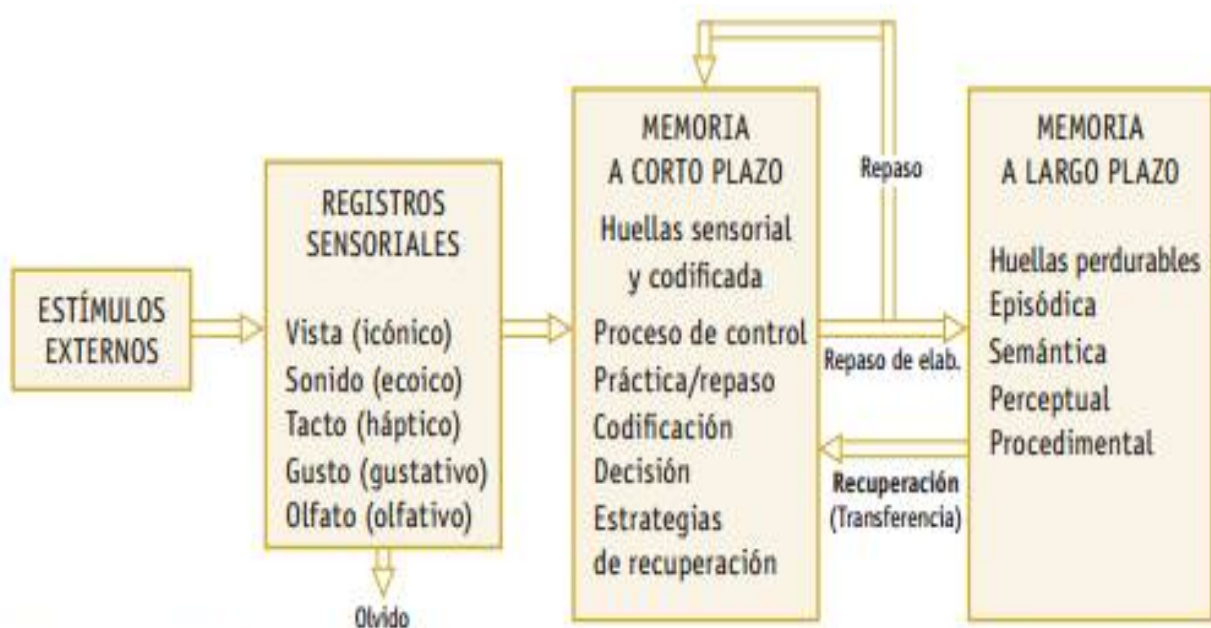 ESTÍMULOS
EXTERNOS
REGISTROS
SENSORIALES
Vista (icónico)
Sonido (ecoico)
Tacto (háptico)
Gusto (gustativo)
Olfato (olfativo)
Olvido
MEMORIA
A CORTO PLAZO
Huellas sensorial
y codificada
Proceso de control
Práctica/repaso
Codificación
Decisión
Estrategias
de recuperación
Repaso
Repaso de elab.
Recuperación
(Transferencia)
MEMORIA
A LARGO PLAZO
Huellas perdurables
Episódica
Semántica
Perceptual
Procedimental